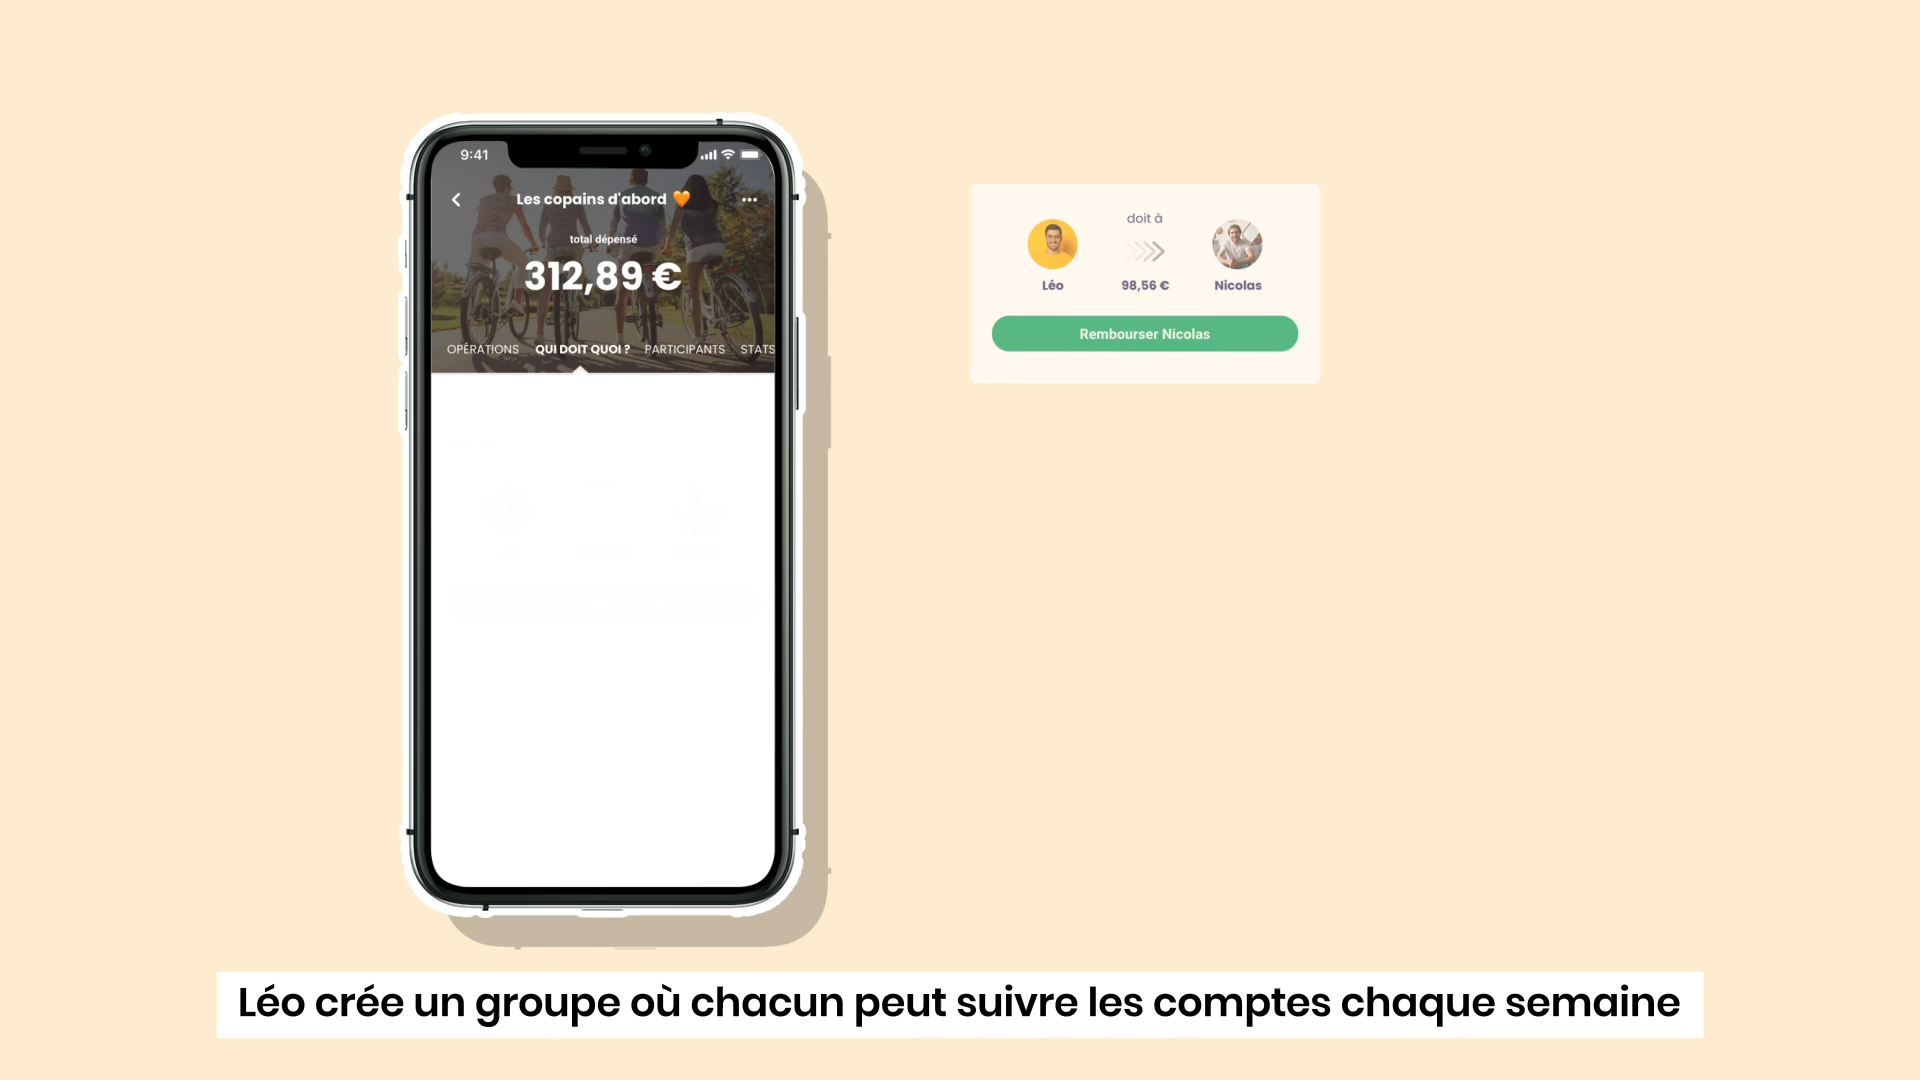 9:41
Les copains d'abord 🧡
total dépensé
312,89 €
OPÉRATIONS QUI DOIT QUOI ? PARTICIPANTS STATS
doit à
Léo 98,56 € Nicolas
Rembourser Nicolas
Léo crée un groupe où chacun peut suivre les comptes chaque semaine